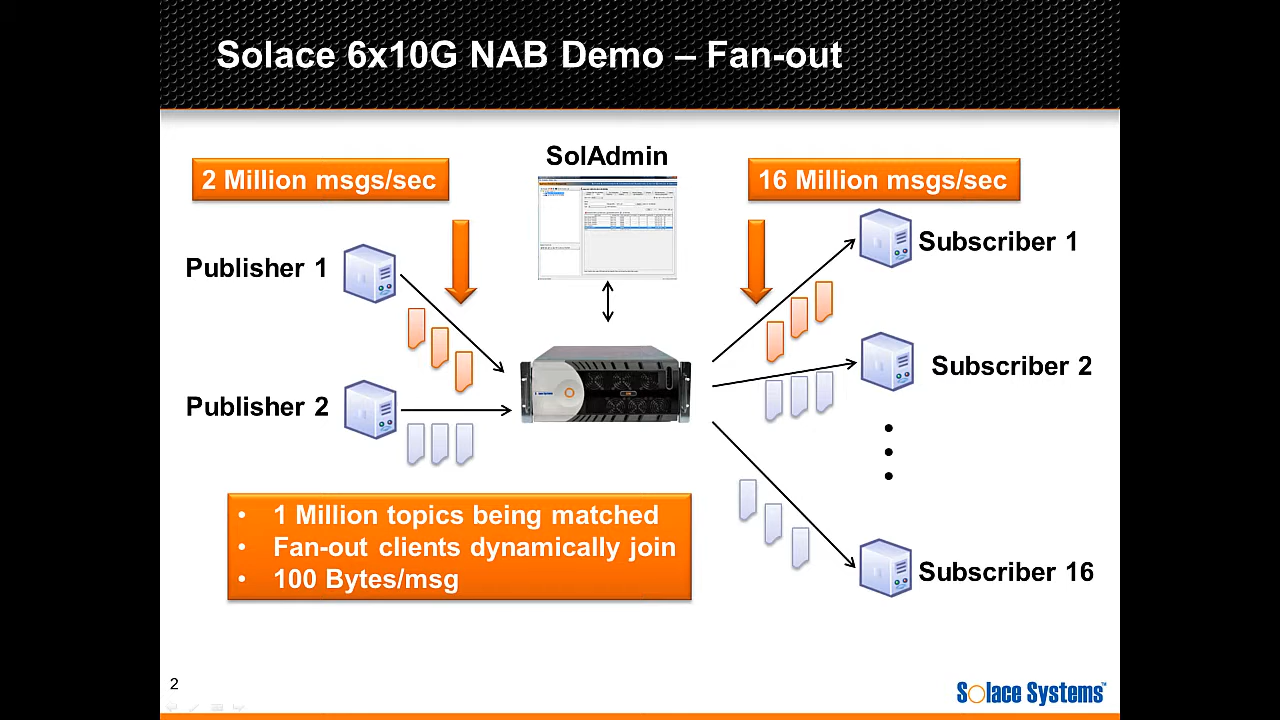 Solace 6x10G NAB Demo – Fan-out
SolAdmin
2 Million msgs/sec
16 Million msgs/sec
Publisher 1
Subscriber 1
Subscriber 2
Publisher 2
• 1 Million topics being matched
• Fan-out clients dynamically join
• 100 Bytes/msg
Subscriber 16
2
Solace Systems™